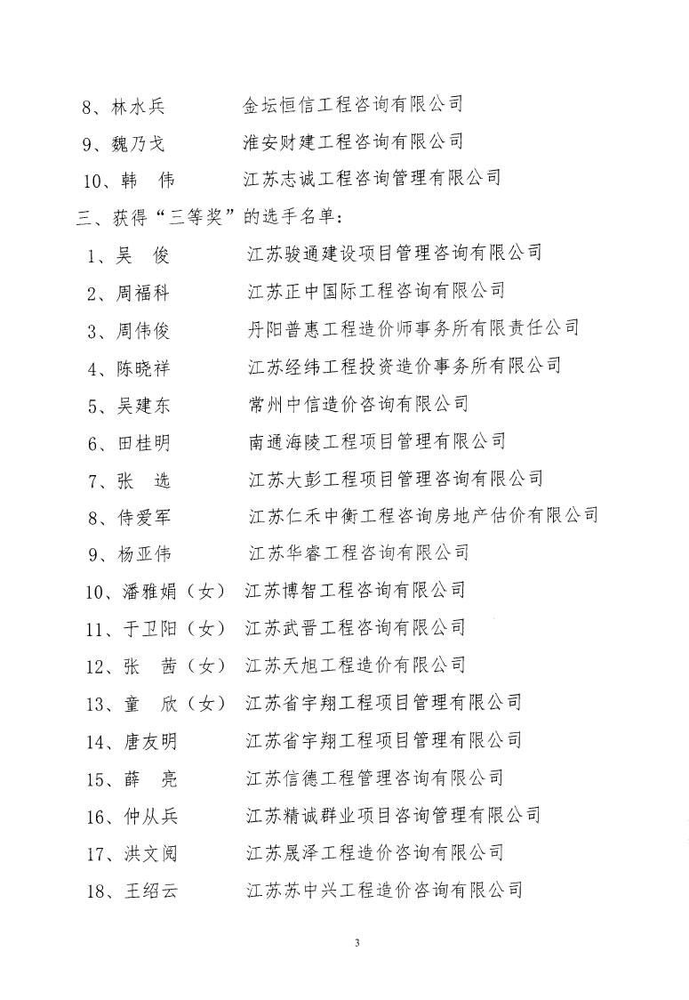 8、林水兵 金坛恒信工程咨询有限公司
9、魏乃戈 淮安财建工程咨询有限公司
10、韩 伟 江苏志诚工程咨询管理有限公司
三、获得“三等奖”的选手名单：
1、吴 俊 江苏骏通建设项目管理咨询有限公司
2、周福科 江苏正中国际工程咨询有限公司
3、周伟俊 丹阳普惠工程造价师事务所有限责任公司
4、陈晓祥 江苏经纬工程投资造价事务所有限公司
5、吴建东 常州中信造价咨询有限公司
6、田桂明 南通海陵工程项目管理有限公司
7、张 选 江苏大彭工程项目管理咨询有限公司
8、侍爱军 江苏仁禾中衡工程咨询房地产估价有限公司
9、杨亚伟 江苏华睿工程咨询有限公司
10、潘雅娟（女） 江苏博智工程咨询有限公司
11、于卫阳（女） 江苏武晋工程咨询有限公司
12、张 茜（女） 江苏天旭工程造价有限公司
13、童 欣（女） 江苏省宇翔工程项目管理有限公司
14、唐友明 江苏省宇翔工程项目管理有限公司
15、薛 亮 江苏信德工程管理咨询有限公司
16、仲从兵 江苏精诚群业项目咨询管理有限公司
17、洪文阅 江苏晟泽工程造价咨询有限公司
18、王绍云 江苏苏中兴工程造价咨询有限公司
3